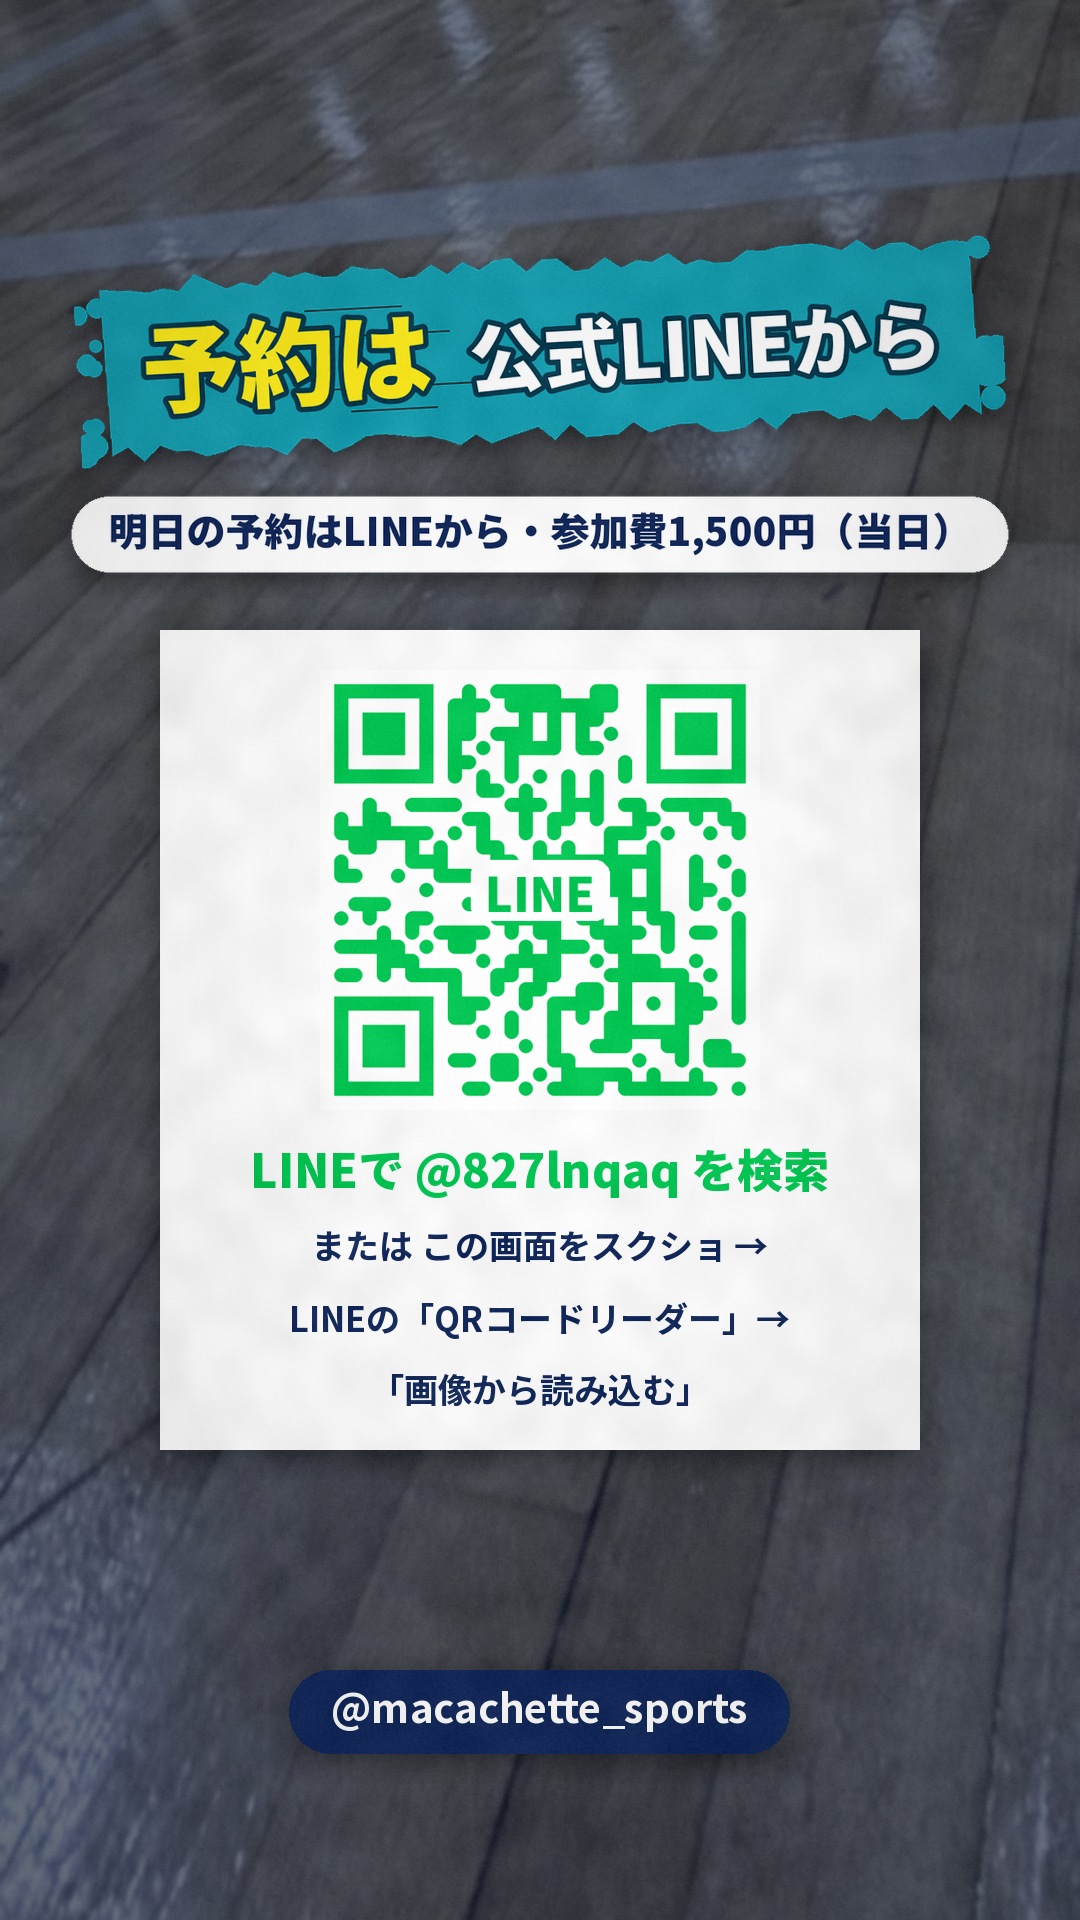 予約は 公式LINEから
明日の予約はLINEから・参加費1,500円（当日）
LINE
LINEで @827lnqaq を検索
または この画面をスクショ →
LINEの「QRコードリーダー」→
「画像から読み込む」
@macachette_sports